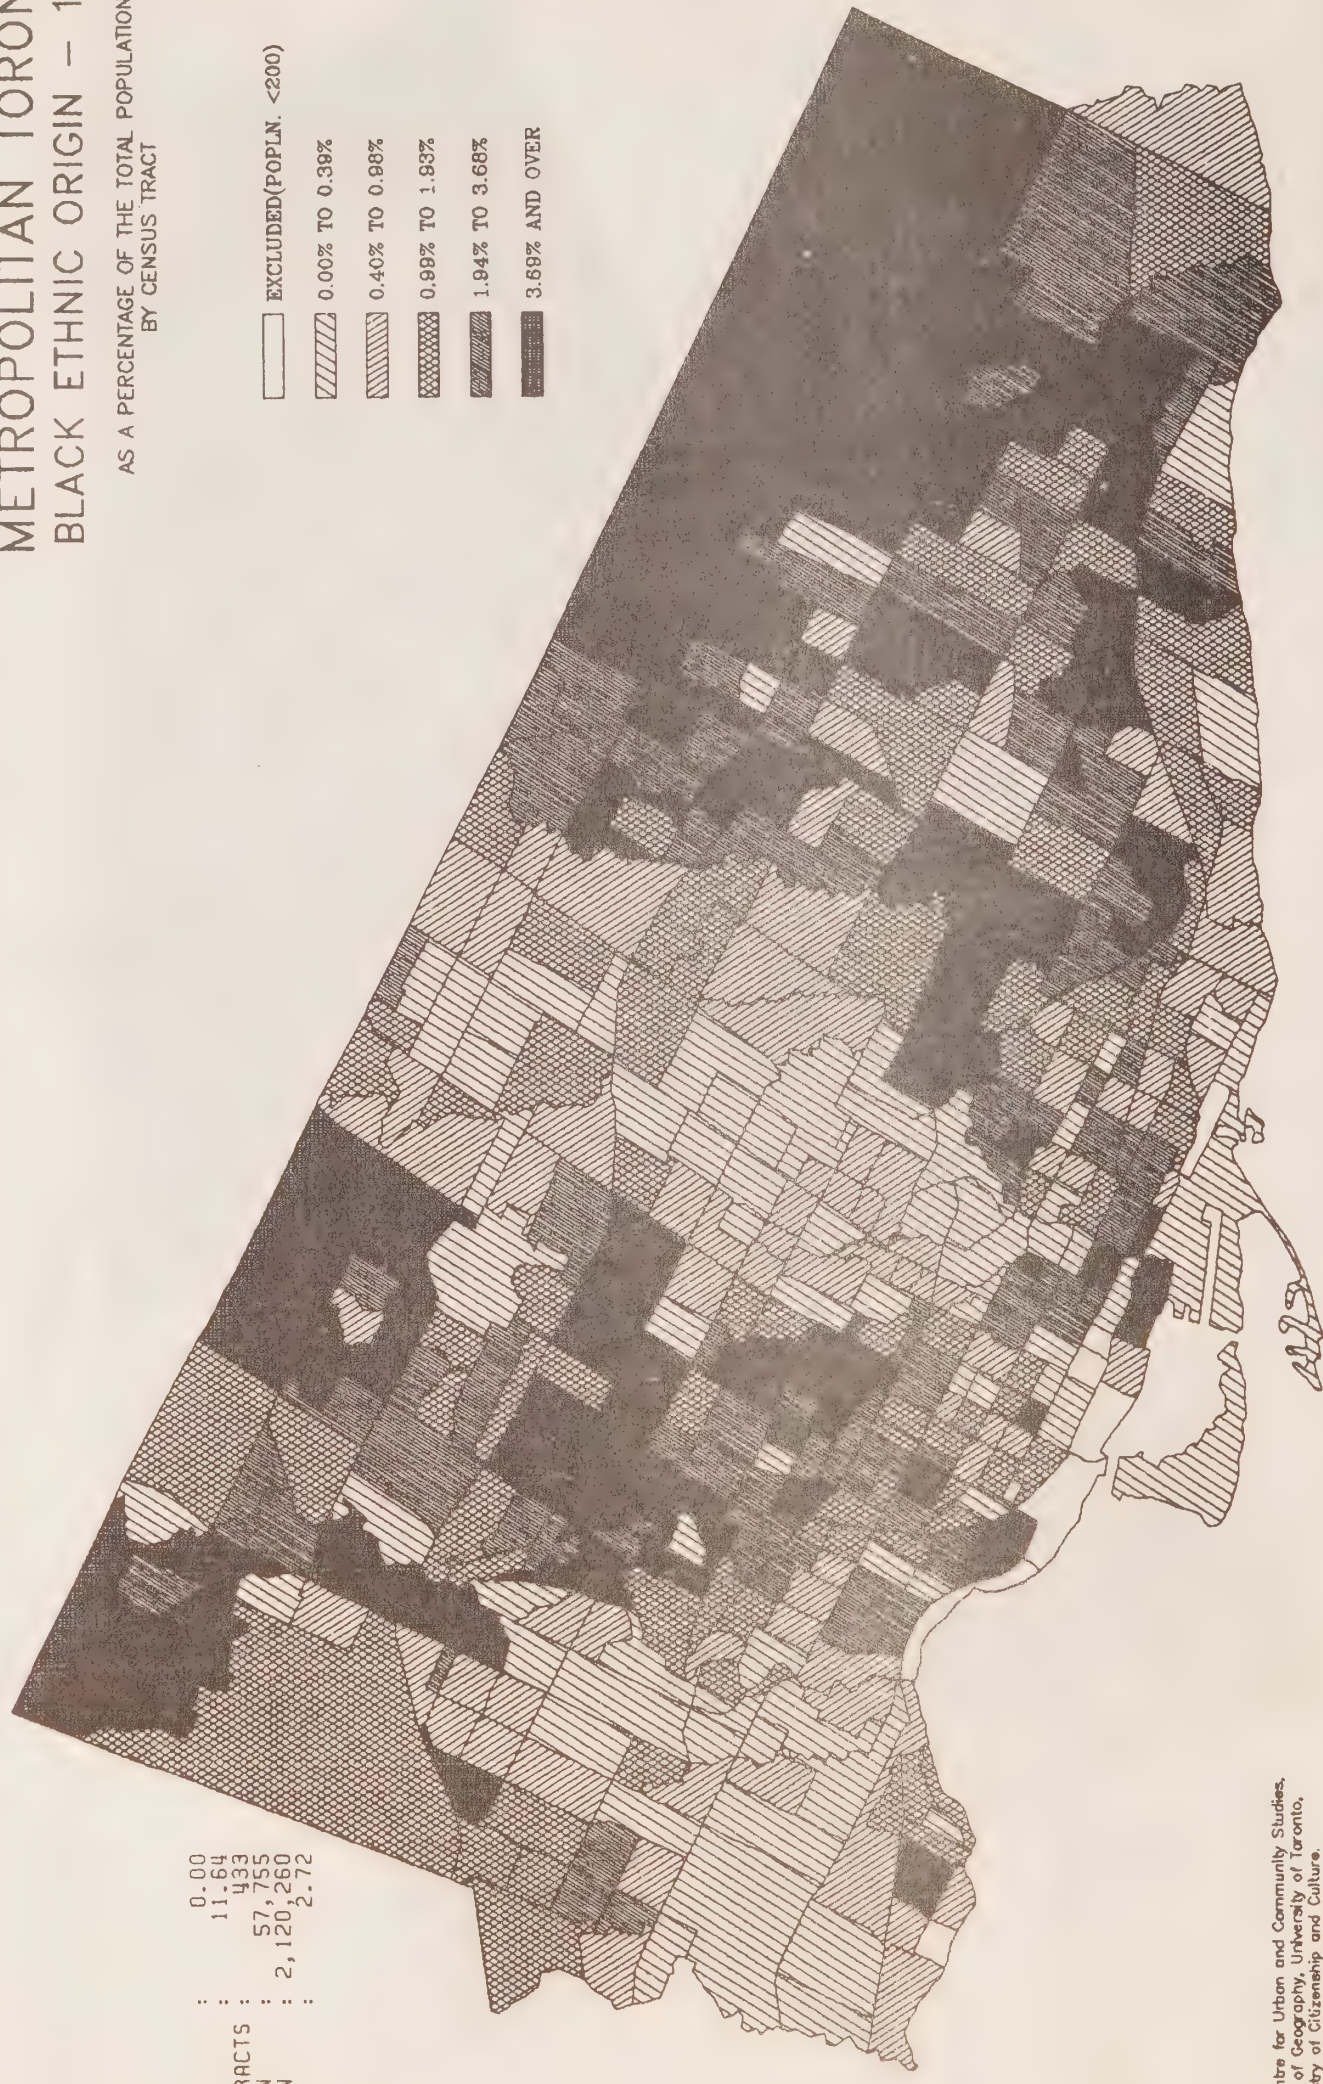 METROPOLITAN TORON
BLACK ETHNIC ORIGIN - 1
AS A PERCENTAGE OF THE TOTAL POPULATION
BY CENSUS TRACT
EXCLUDED(POPLN. <200)
0.00% TO 0.39%
0.40% TO 0.98%
0.99% TO 1.93%
1.94% TO 3.68%
3.69% AND OVER
: 0.00
: 11.64
RACTS : 433
N : 57,755
N : 2,120,260
: 2.72
ntre for Urban and Community Studies,
of Geography, University of Toronto,
try of Citizenship and Culture.